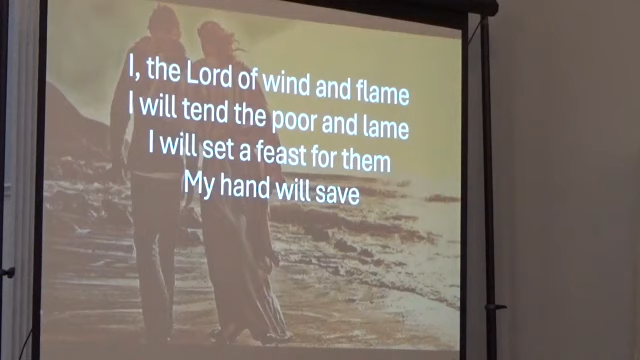 I, the Lord of wind and flame
I will tend the poor and lame
I will set a feast for them
My hand will save